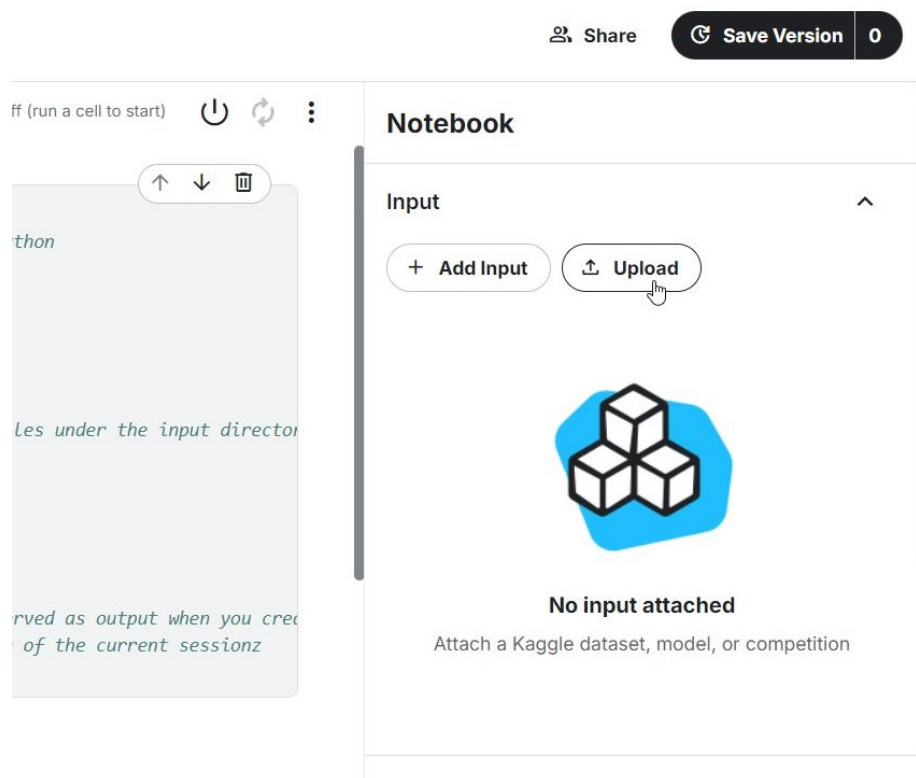 Share
Save Version 0
ff (run a cell to start)
Notebook
Input
thon
+ Add Input
Upload
les under the input director
No input attached
rved as output when you crea
Attach a Kaggle dataset, model, or competition
of the current sessionz